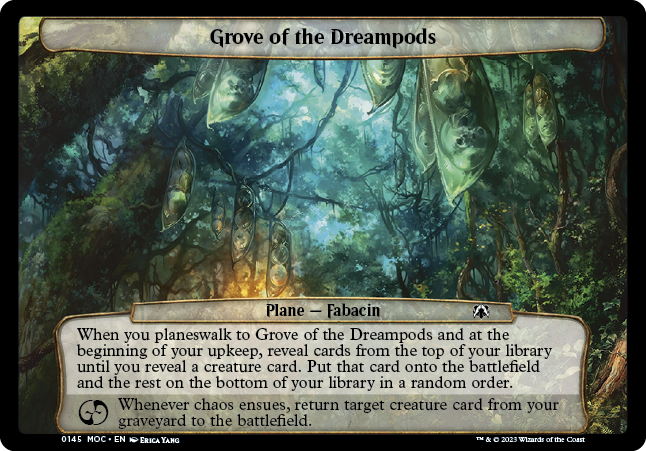 Grove of the Dreampods
Plane — Fabacin
When you planeswalk to Grove of the Dreampods and at the
beginning of your upkeep, reveal cards from the top of your library
until you reveal a creature card. Put that card onto the battlefield
and the rest on the bottom of your library in a random order.
Whenever chaos ensues, return target creature card from your
graveyard to the battlefield.
0145 MOC • EN Erica Yang
™ & © 2023 Wizards of the Coast